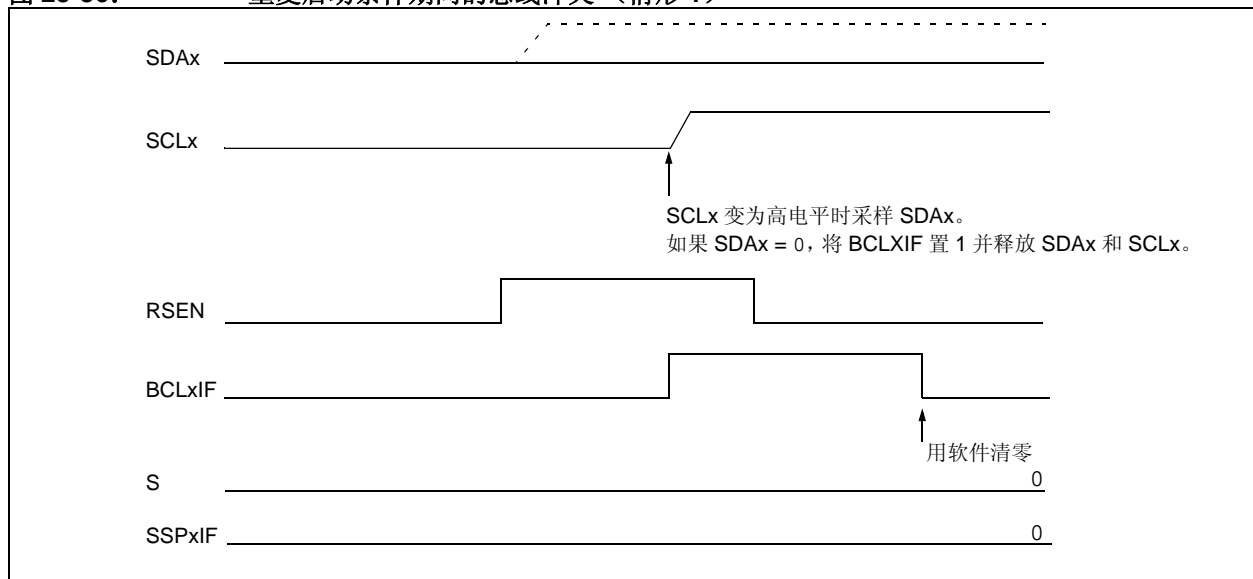 SDAx
SCLx
SCLx 变为高电平时采样 SDAx。
如果 SDAx = 0，将 BCLXIF 置 1 并释放 SDAx 和 SCLx。
RSEN
BCLxIF
用软件清零
S 0
SSPxIF 0